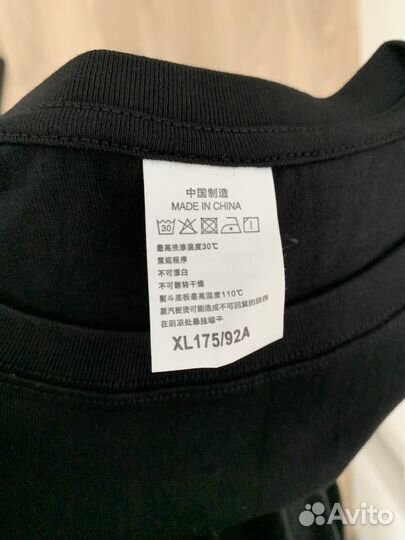 中国制造
MADE IN CHINA
30
最高洗涤温度30℃
常规程序
不可漂白
不可翻转干燥
熨斗底板最高温度110℃
蒸汽熨烫可能造成不可回复的损伤
在阴凉处悬挂晾干
XL175/92A
Avito